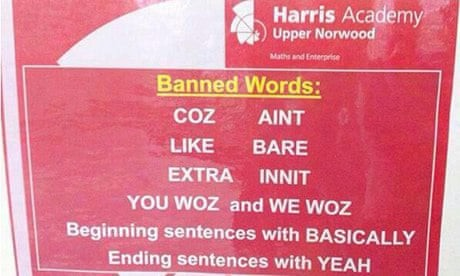 Harris Academy
Upper Norwood
Maths and Enterprise
Banned Words:
COZ AINT
LIKE BARE
EXTRA INNIT
YOU WOZ and WE WOZ
Beginning sentences with BASICALLY
Ending sentences with YEAH